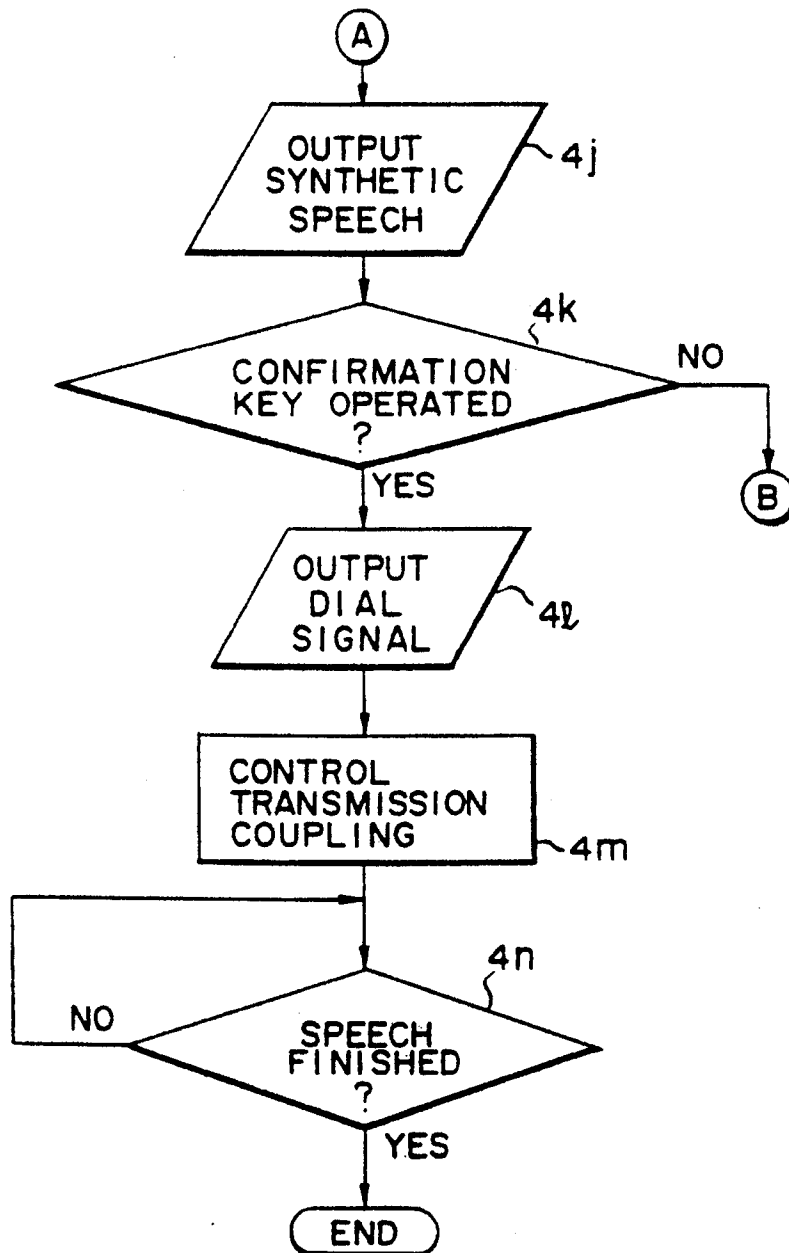 A
OUTPUT
SYNTHETIC
SPEECH
4j
4k
CONFIRMATION
KEY OPERATED
?
NO
B
YES
OUTPUT
DIAL
SIGNAL
4ℓ
CONTROL
TRANSMISSION
COUPLING
4m
4n
NO
SPEECH
FINISHED
?
YES
END